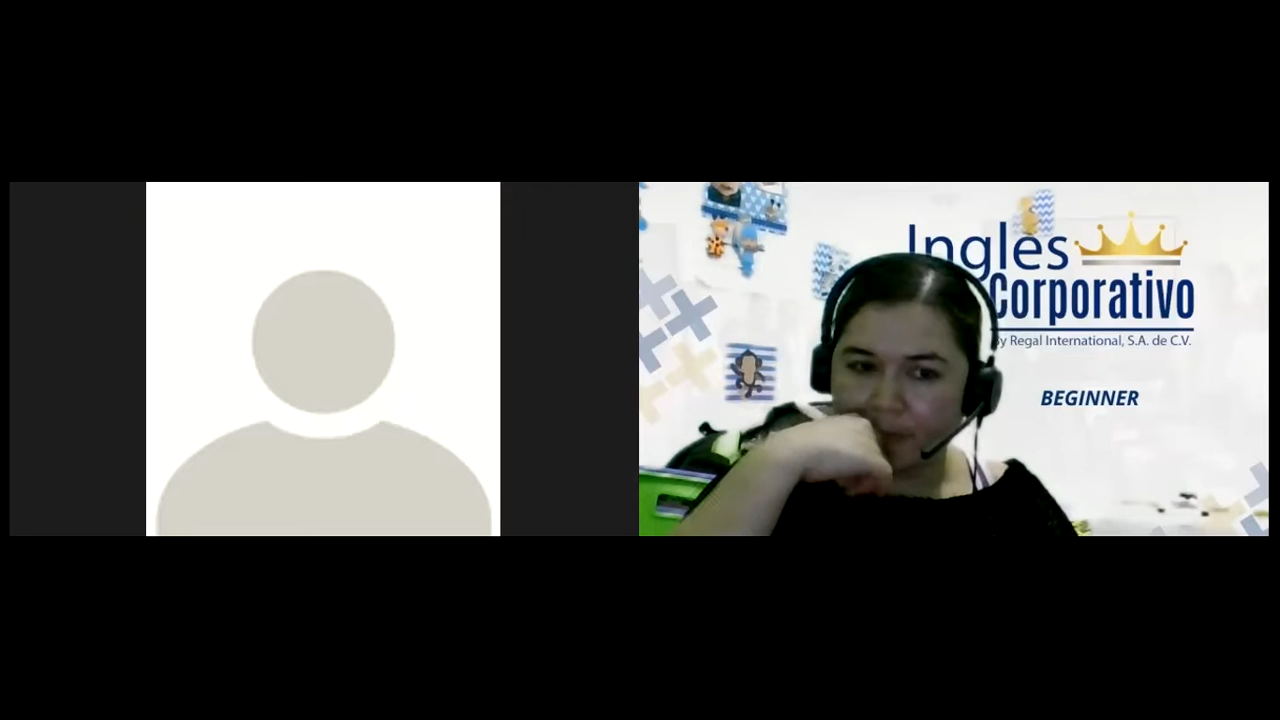 Ingles
Corporativo
By Regal International, S.A. de C.V.
BEGINNER